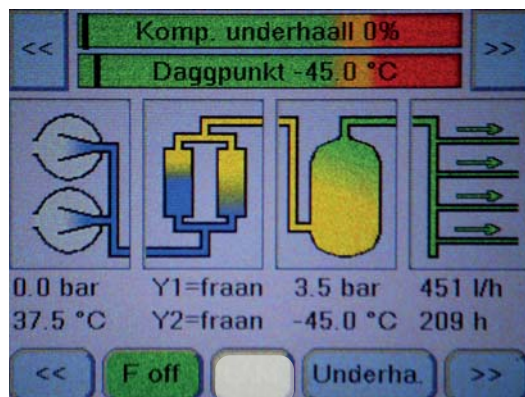 << Komp. underhaall 0% >>
Daggpunkt -45.0 °C
0.0 bar Y1=fraan 3.5 bar 451 l/h
37.5 °C Y2=fraan -45.0 °C 209 h
<< F off Underha. >>